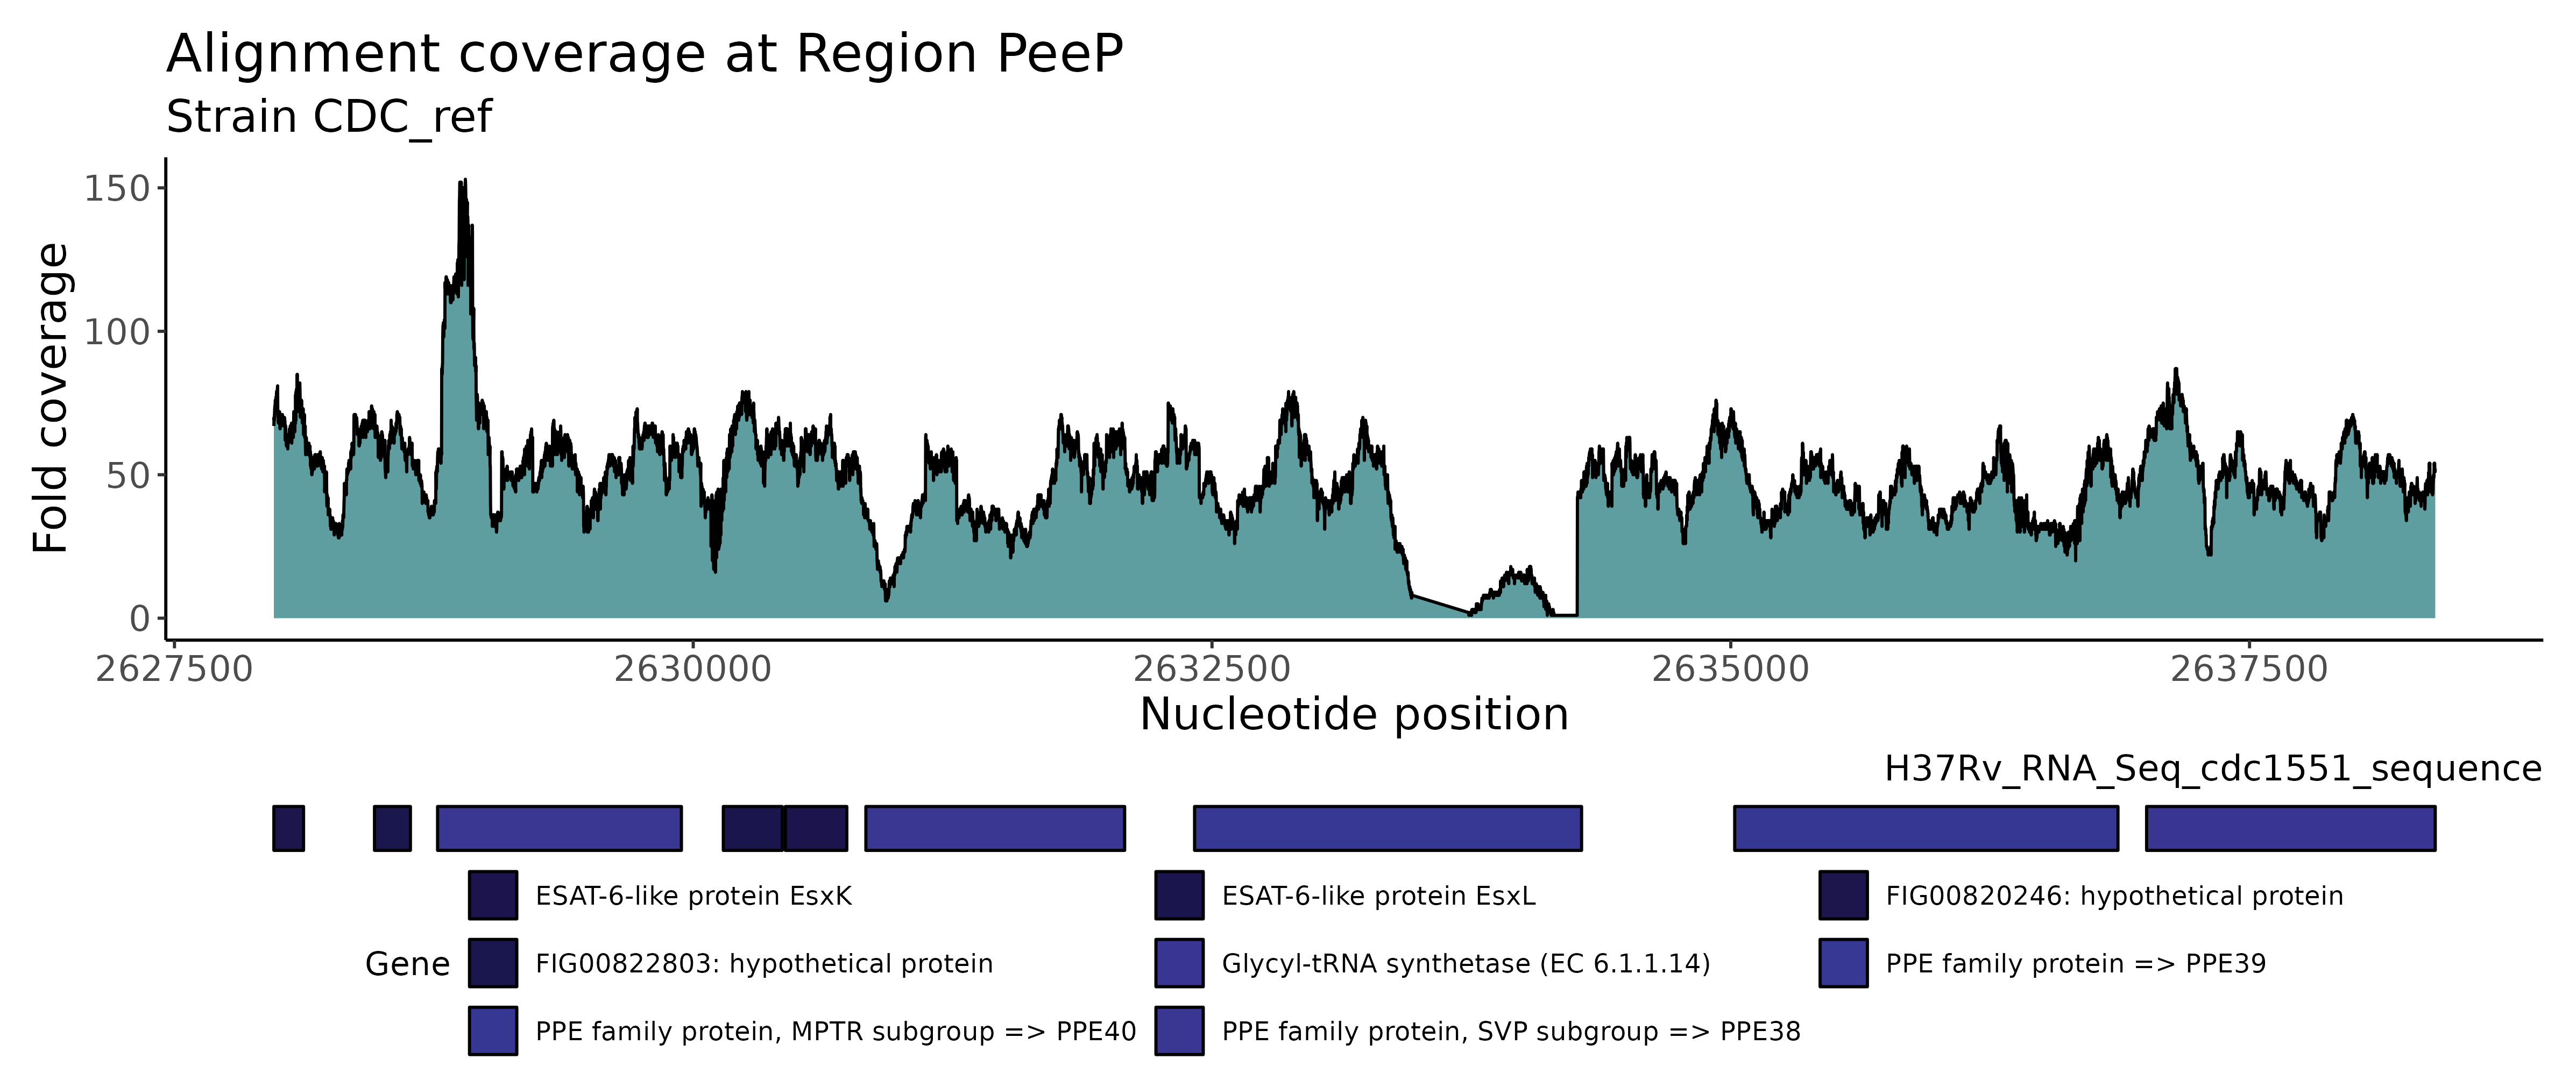 Alignment coverage at Region PeeP
Strain CDC_ref
Fold coverage
150
100
50
0
2627500 2630000 2632500 2635000 2637500
Nucleotide position
H37Rv_RNA_Seq_cdc1551_sequence
Gene
ESAT-6-like protein EsxK
ESAT-6-like protein EsxL
FIG00820246: hypothetical protein
FIG00822803: hypothetical protein
Glycyl-tRNA synthetase (EC 6.1.1.14)
PPE family protein => PPE39
PPE family protein, MPTR subgroup => PPE40
PPE family protein, SVP subgroup => PPE38